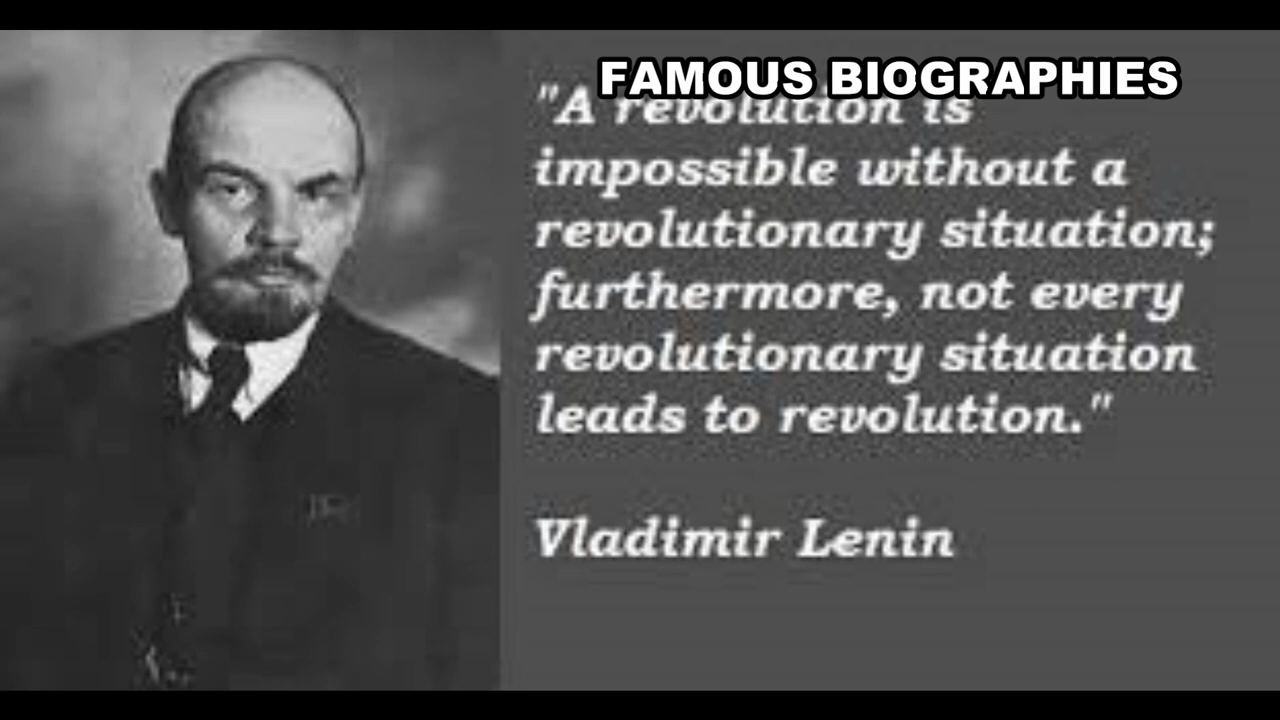 FAMOUS BIOGRAPHIES
"A revolution is
impossible without a
revolutionary situation;
furthermore, not every
revolutionary situation
leads to revolution."
Vladimir Lenin